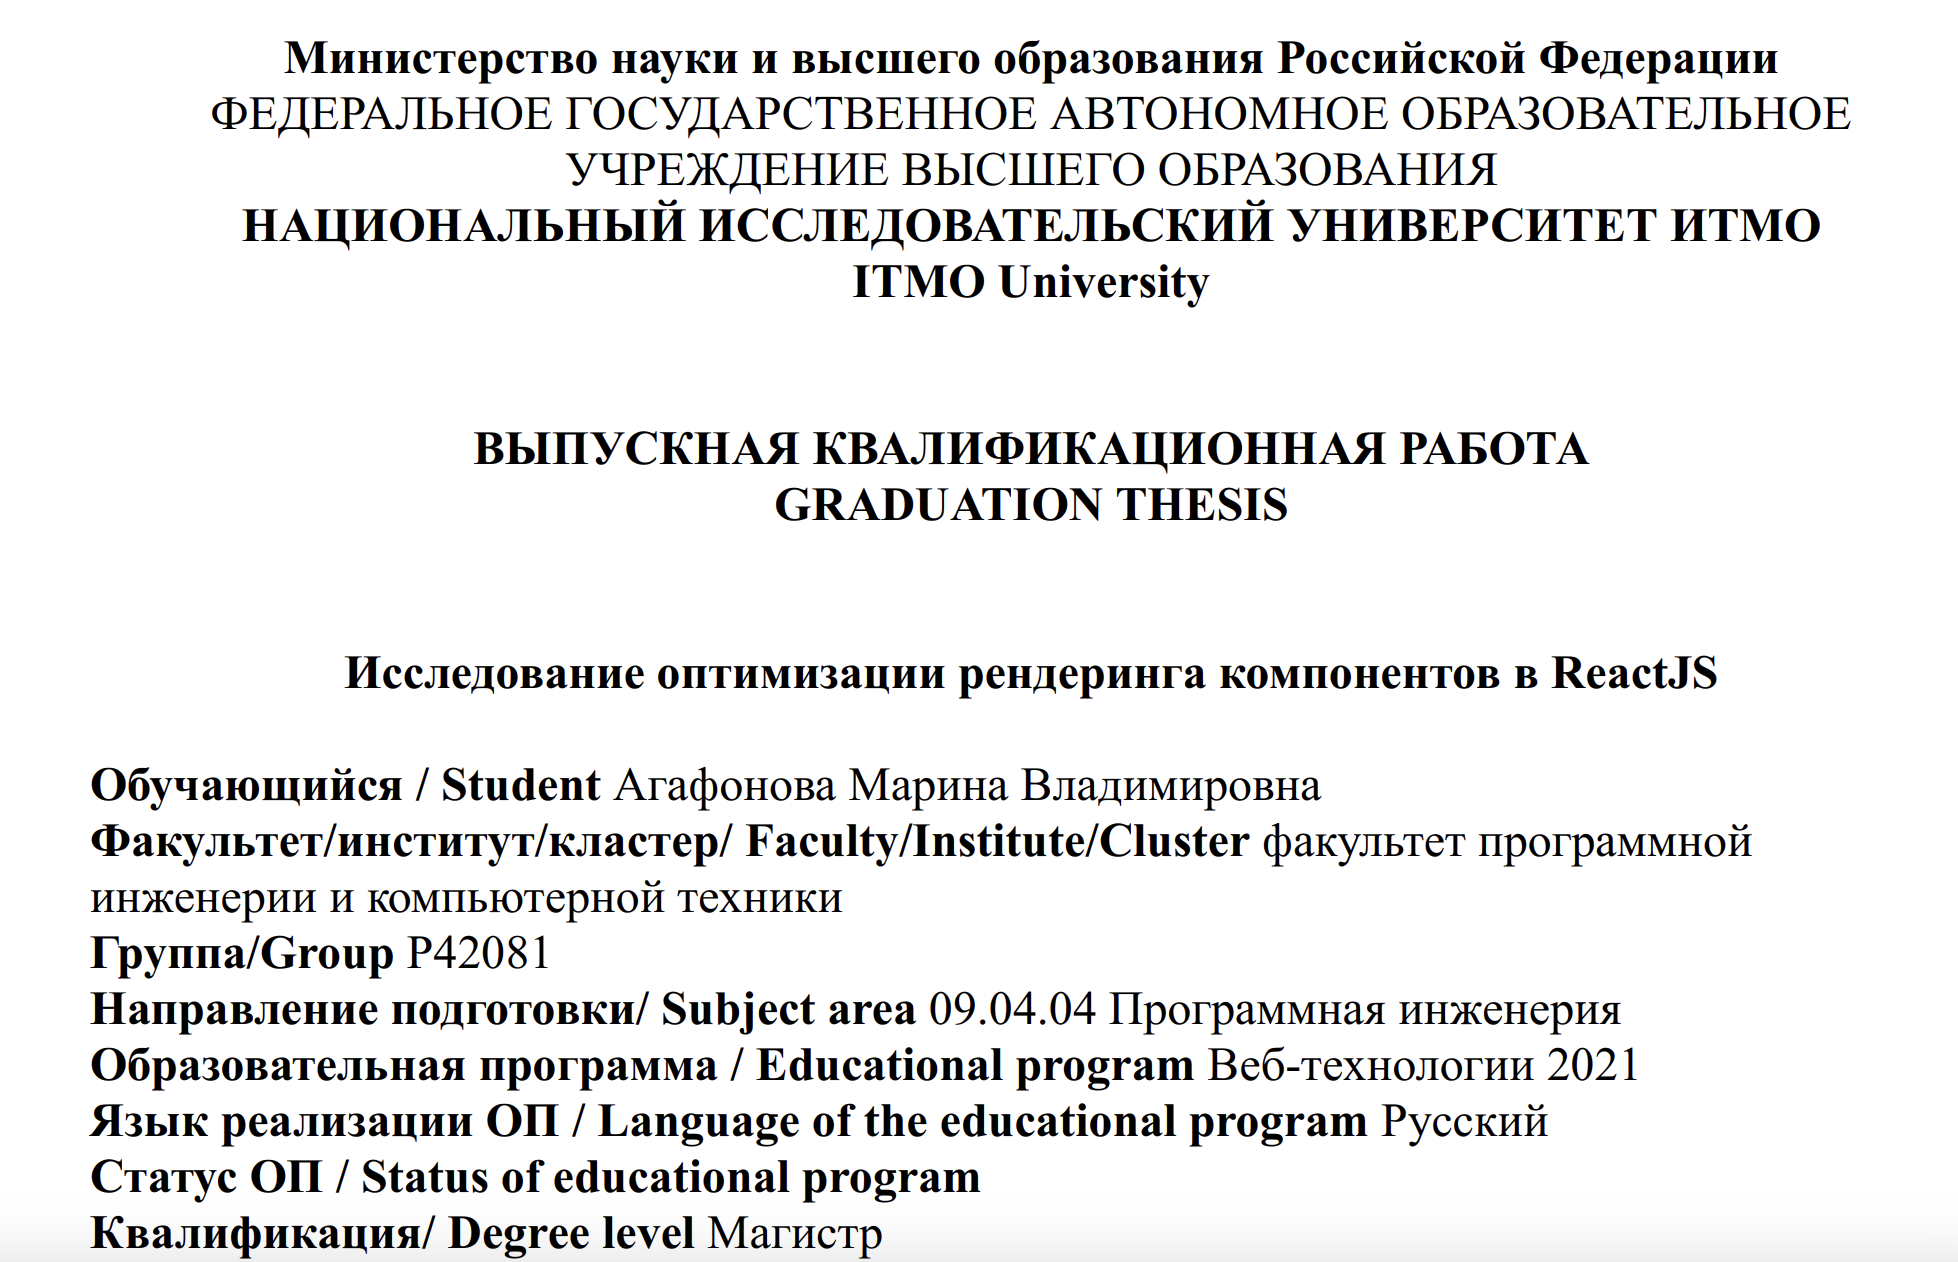 Министерство науки и высшего образования Российской Федерации
ФЕДЕРАЛЬНОЕ ГОСУДАРСТВЕННОЕ АВТОНОМНОЕ ОБРАЗОВАТЕЛЬНОЕ
УЧРЕЖДЕНИЕ ВЫСШЕГО ОБРАЗОВАНИЯ
НАЦИОНАЛЬНЫЙ ИССЛЕДОВАТЕЛЬСКИЙ УНИВЕРСИТЕТ ИТМО
ITMO University
ВЫПУСКНАЯ КВАЛИФИКАЦИОННАЯ РАБОТА
GRADUATION THESIS
Исследование оптимизации рендеринга компонентов в ReactJS
Обучающийся / Student Агафонова Марина Владимировна
Факультет/институт/кластер/ Faculty/Institute/Cluster факультет программной
инженерии и компьютерной техники
Группа/Group P42081
Направление подготовки/ Subject area 09.04.04 Программная инженерия
Образовательная программа / Educational program Веб-технологии 2021
Язык реализации ОП / Language of the educational program Русский
Статус ОП / Status of educational program
Квалификация/ Degree level Магистр